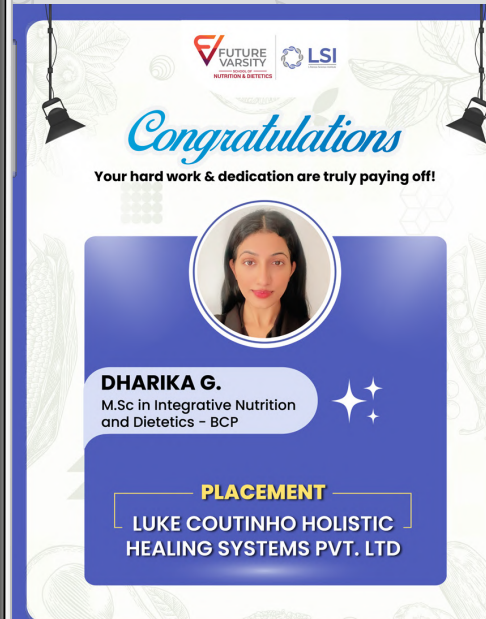 FUTURE
VARSITY
SCHOOL OF
NUTRITION & DIETETICS
LSI
Congratulations
Your hard work & dedication are truly paying off!
DHARIKA G.
M.Sc in Integrative Nutrition
and Dietetics - BCP
PLACEMENT
LUKE COUTINHO HOLISTIC
HEALING SYSTEMS PVT. LTD